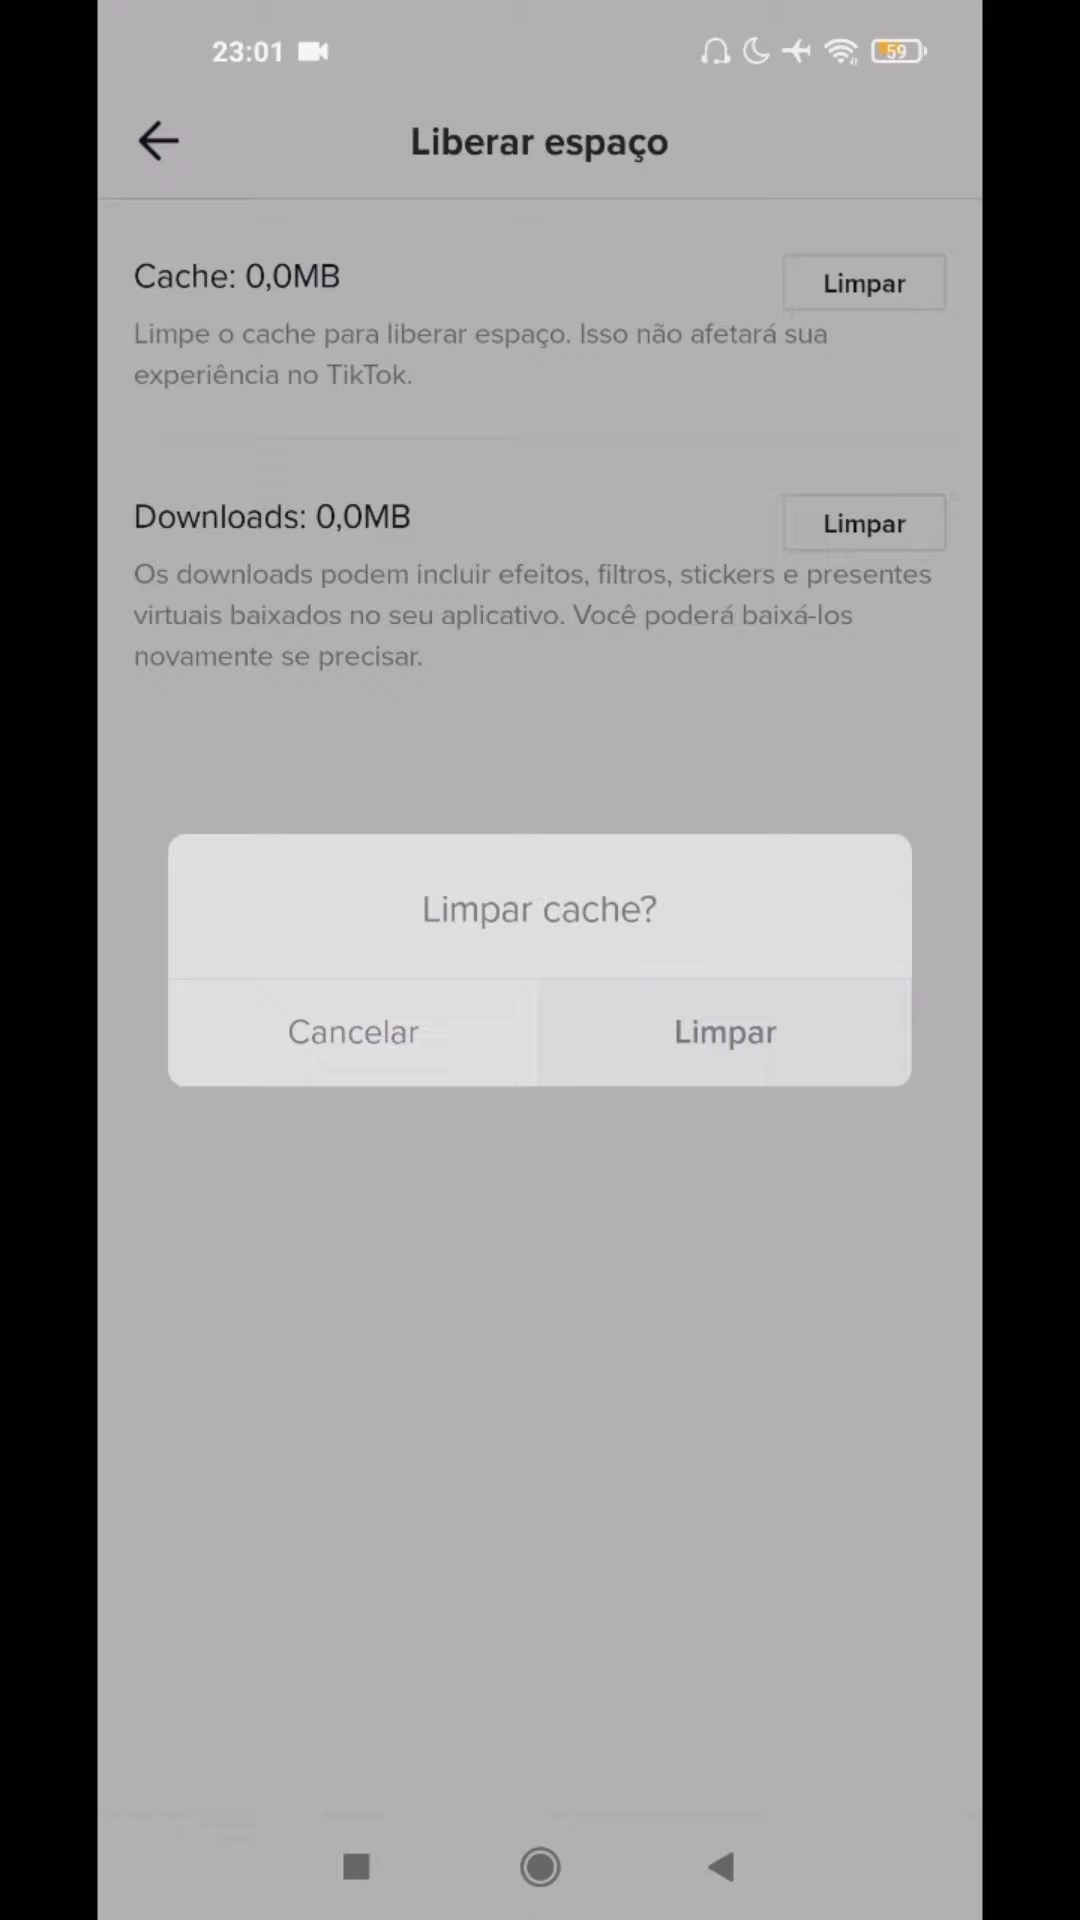 23:01
59
Liberar espaço
Cache: 0,0MB
Limpar
Limpe o cache para liberar espaço. Isso não afetará sua
experiência no TikTok.
Downloads: 0,0MB
Limpar
Os downloads podem incluir efeitos, filtros, stickers e presentes
virtuais baixados no seu aplicativo. Você poderá baixá-los
novamente se precisar.
Limpar cache?
Cancelar
Limpar